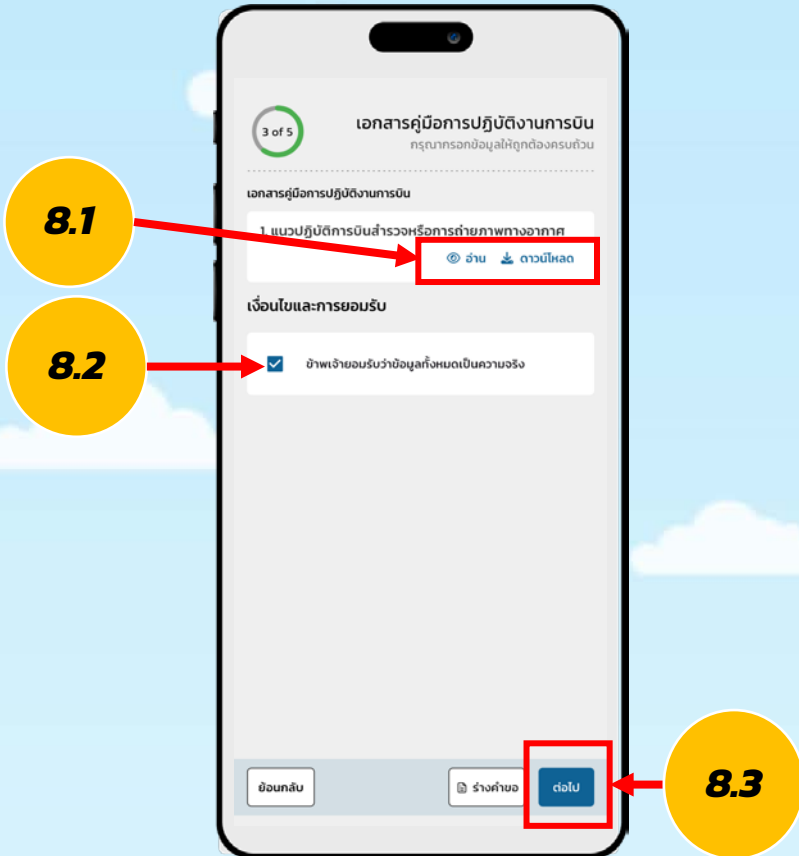 3 of 5
เอกสารคู่มือการปฏิบัติงานการบิน
กรุณากรอกข้อมูลให้ถูกต้องครบถ้วน
เอกสารคู่มือการปฏิบัติงานการบิน
8.1
1. แนวปฏิบัติการบินสำรวจหรือการถ่ายภาพทางอากาศ
อ่าน ดาวน์โหลด
เงื่อนไขและการยอมรับ
8.2
ข้าพเจ้ายอมรับว่าข้อมูลทั้งหมดเป็นความจริง
ย้อนกลับ ร่างคำขอ ต่อไป
8.3